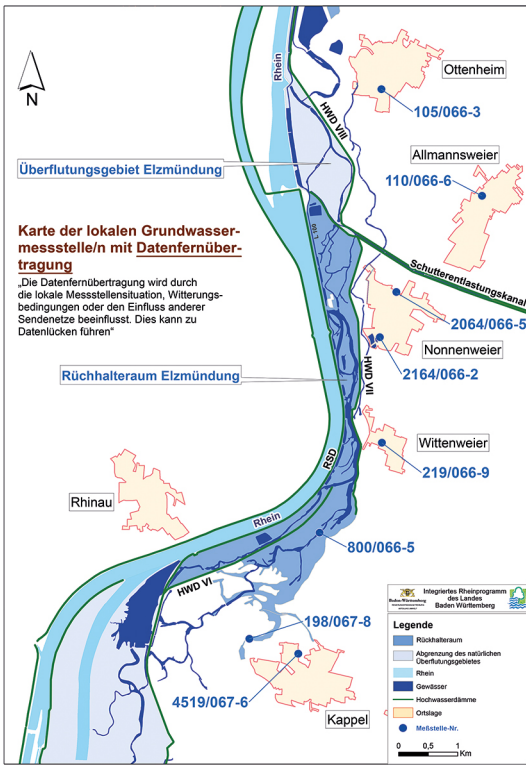 Rhein
Ottenheim
N
105/066-3
HWD VIII
Allmannsweier
Überflutungsgebiet Elzmündung
110/066-6
Karte der lokalen Grundwasser-
messstelle/n mit Datenfernüber-
tragung
„Die Datenfernübertragung wird durch
die lokale Messstellensituation, Witterungs-
bedingungen oder den Einfluss anderer
Sendenetze beeinflusst. Dies kann zu
Datenlücken führen“
Schutterentlastungskanal
2064/066-5
Nonnenweier
2164/066-2
Rüchhalteraum Elzmündung
HWD VII
Wittenweier
219/066-9
RSD
Rhinau
Rhein
800/066-5
HWD VI
198/067-8
4519/067-6
Kappel
Baden-Württemberg
Integriertes Rheinprogramm
des Landes
Baden Württemberg
Legende
Rückhalteraum
Abgrenzung des natürlichen
Überflutungsgebietes
Rhein
Gewässer
Hochwasserdämme
Ortslage
Meßstelle-Nr.
0 0,5 1
Km